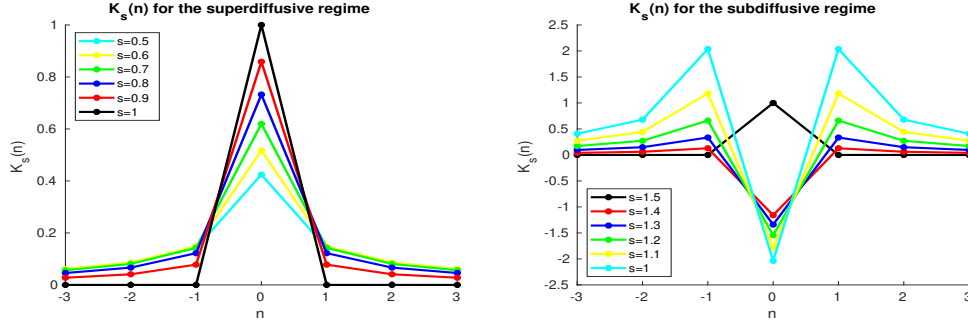 K_s(n) for the superdiffusive regime
1
0.8
0.6
0.4
0.2
0
K_s(n)
s=0.5
s=0.6
s=0.7
s=0.8
s=0.9
s=1
-3 -2 -1 0 1 2 3
n
K_s(n) for the subdiffusive regime
2.5
2
1.5
1
0.5
0
-0.5
-1
-1.5
-2
-2.5
K_s(n)
s=1.5
s=1.4
s=1.3
s=1.2
s=1.1
s=1
-3 -2 -1 0 1 2 3
n